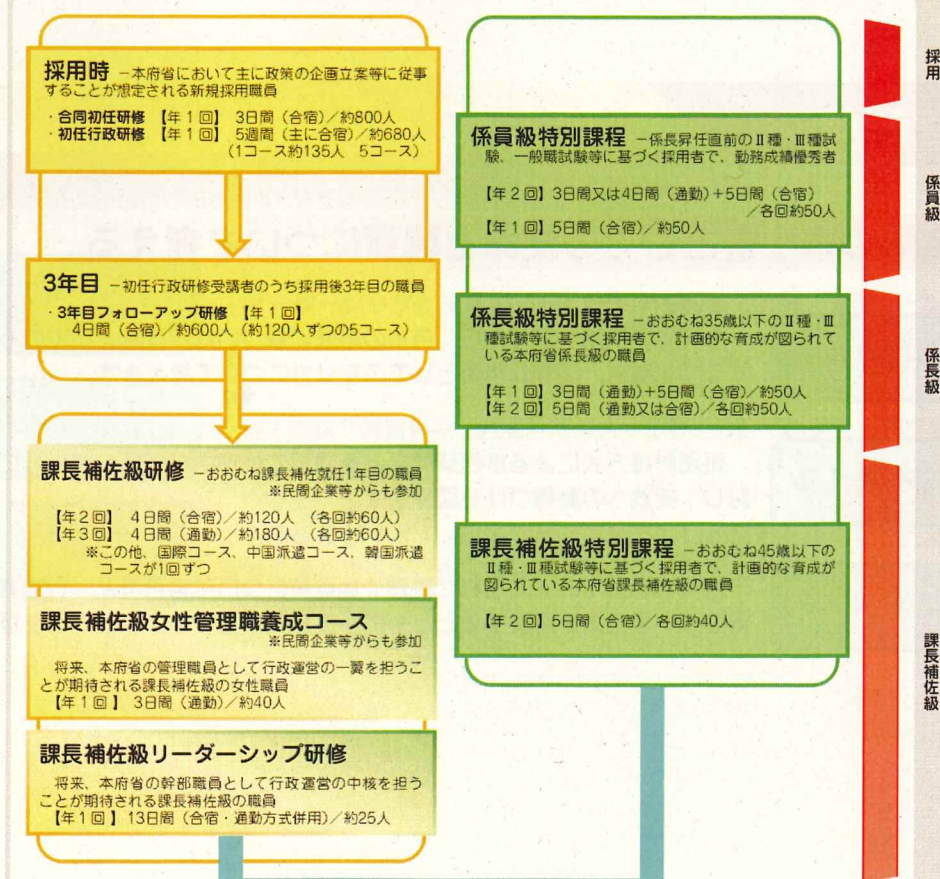 採用時 −本府省において主に政策の企画立案等に従事
することが想定される新規採用職員
・合同初任研修 【年1回】 3日間（合宿）/約800人
・初任行政研修 【年1回】 5週間（主に合宿）/約680人
（1コース約135人 5コース）
3年目 −初任行政研修受講者のうち採用後3年目の職員
・3年目フォローアップ研修 【年1回】
4日間（合宿）/約600人（約120人ずつの5コース）
課長補佐級研修 −おおむね課長補佐就任1年目の職員
※民間企業等からも参加
【年2回】 4日間（合宿）/約120人 （各回約60人）
【年3回】 4日間（通勤）/約180人 （各回約60人）
※この他、国際コース、中国派遣コース、韓国派遣
コースが1回ずつ
課長補佐級女性管理職養成コース
※民間企業等からも参加
将来、本府省の管理職員として行政運営の一翼を担うこ
とが期待される課長補佐級の女性職員
【年1回】 3日間（通勤）/約40人
課長補佐級リーダーシップ研修
将来、本府省の幹部職員として行政運営の中核を担う
ことが期待される課長補佐級の職員
【年1回】13日間（合宿・通勤方式併用）/約25人
係員級特別課程 −係長昇任直前のⅡ種・Ⅲ種試
験、一般職試験等に基づく採用者で、勤務成績優秀者
【年2回】3日間又は4日間（通勤）+5日間（合宿）
/各回約50人
【年1回】5日間（合宿）/約50人
係長級特別課程 −おおむね35歳以下のⅡ種・Ⅲ
種試験等に基づく採用者で、計画的な育成が図られて
いる本府省係長級の職員
【年1回】3日間（通勤）+5日間（合宿）/約50人
【年2回】5日間（通勤又は合宿）/各回約50人
課長補佐級特別課程 −おおむね45歳以下の
Ⅱ種・Ⅲ種試験等に基づく採用者で、計画的な育成が
図られている本府省課長補佐級の職員
【年2回】5日間（合宿）/各回約40人
採用
係員級
係長級
課長補佐級